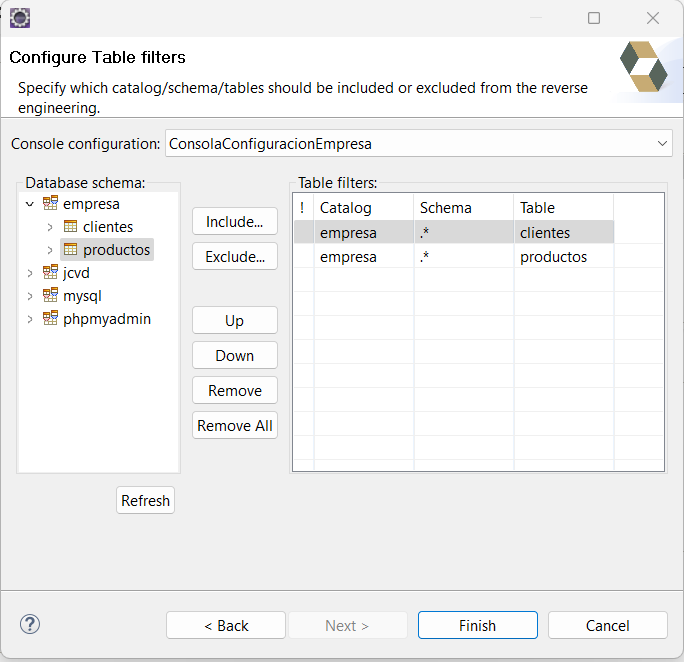 Configure Table filters
Specify which catalog/schema/tables should be included or excluded from the reverse
engineering.
Console configuration: ConsolaConfiguracionEmpresa
Database schema:
empresa
clientes
productos
jcvd
mysql
phpmyadmin
Refresh
Include...
Exclude...
Up
Down
Remove
Remove All
Table filters:
! Catalog Schema Table
empresa .* clientes
empresa .* productos
? < Back Next > Finish Cancel